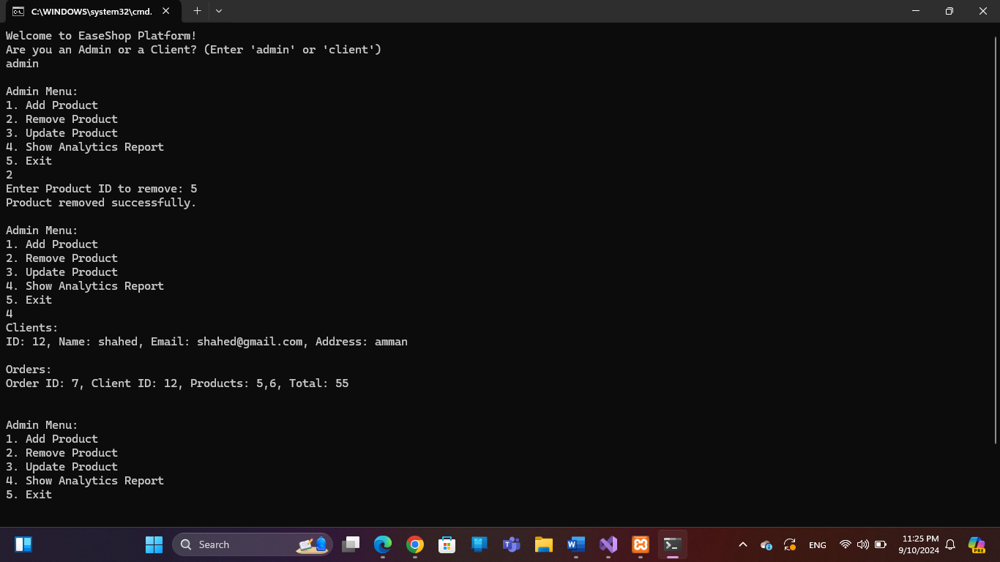 C:\WINDOWS\system32\cmd.
Welcome to EaseShop Platform!
Are you an Admin or a Client? (Enter 'admin' or 'client')
admin
Admin Menu:
1. Add Product
2. Remove Product
3. Update Product
4. Show Analytics Report
5. Exit
2
Enter Product ID to remove: 5
Product removed successfully.
Admin Menu:
1. Add Product
2. Remove Product
3. Update Product
4. Show Analytics Report
5. Exit
4
Clients:
ID: 12, Name: shahed, Email: shahed@gmail.com, Address: amman
Orders:
Order ID: 7, Client ID: 12, Products: 5,6, Total: 55
Admin Menu:
1. Add Product
2. Remove Product
3. Update Product
4. Show Analytics Report
5. Exit
Search
ENG
11:25 PM
9/10/2024
PRE